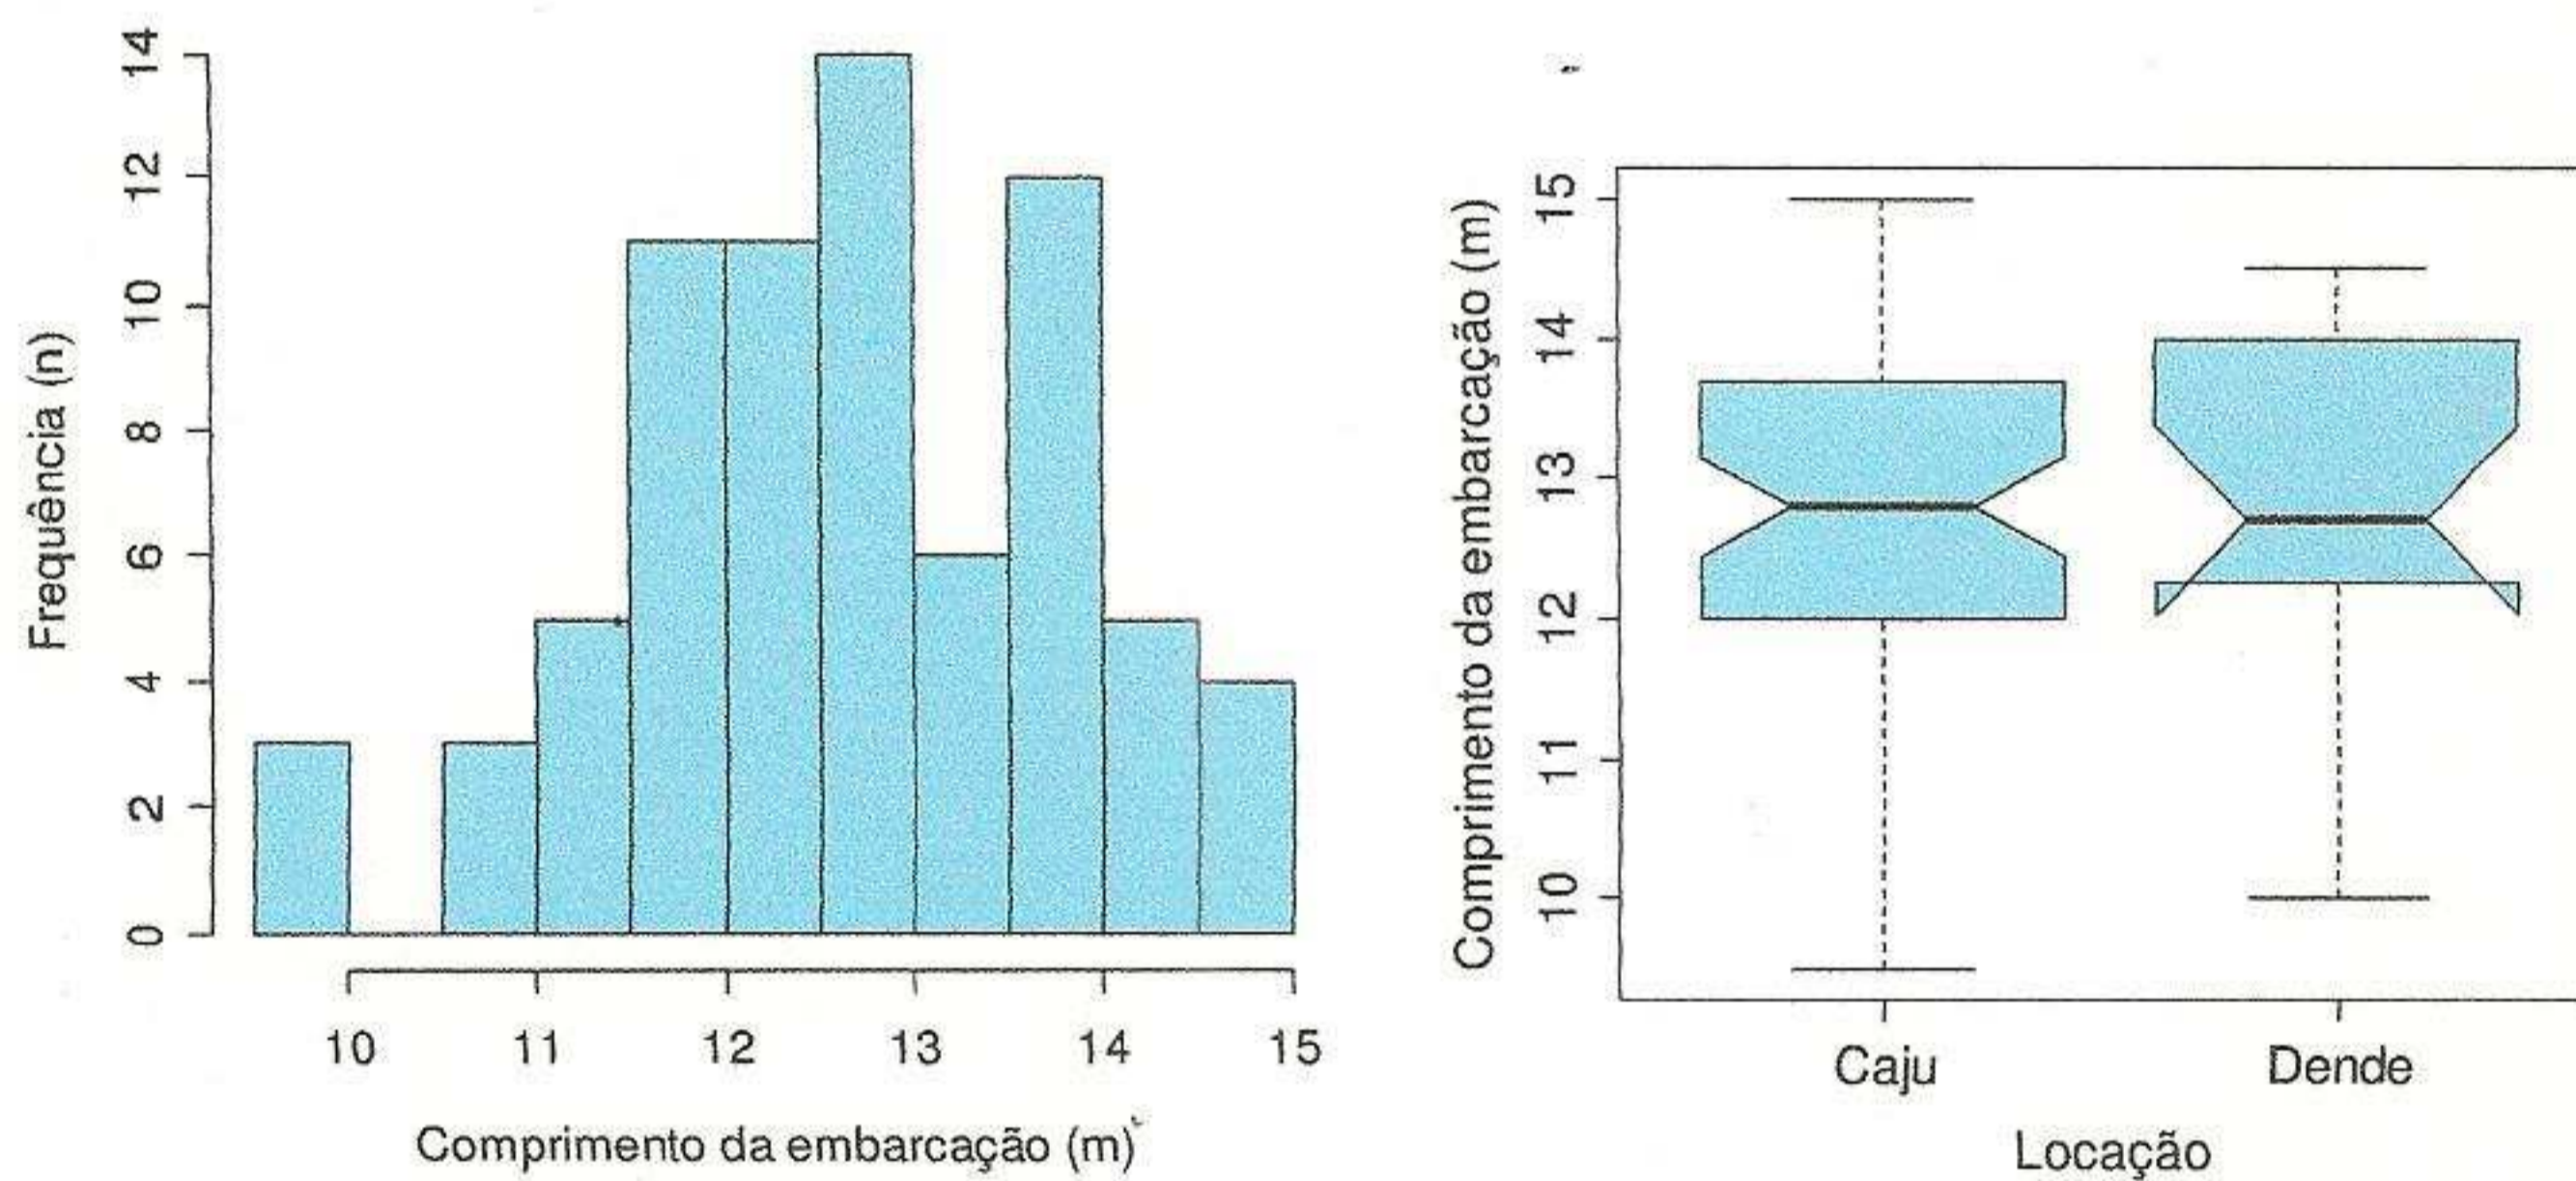 Frequência (n)
14
12
10
8
6
4
2
0
10 11 12 13 14 15
Comprimento da embarcação (m)
Comprimento da embarcação (m)
15
14
13
12
11
10
Caju Dende
Locação